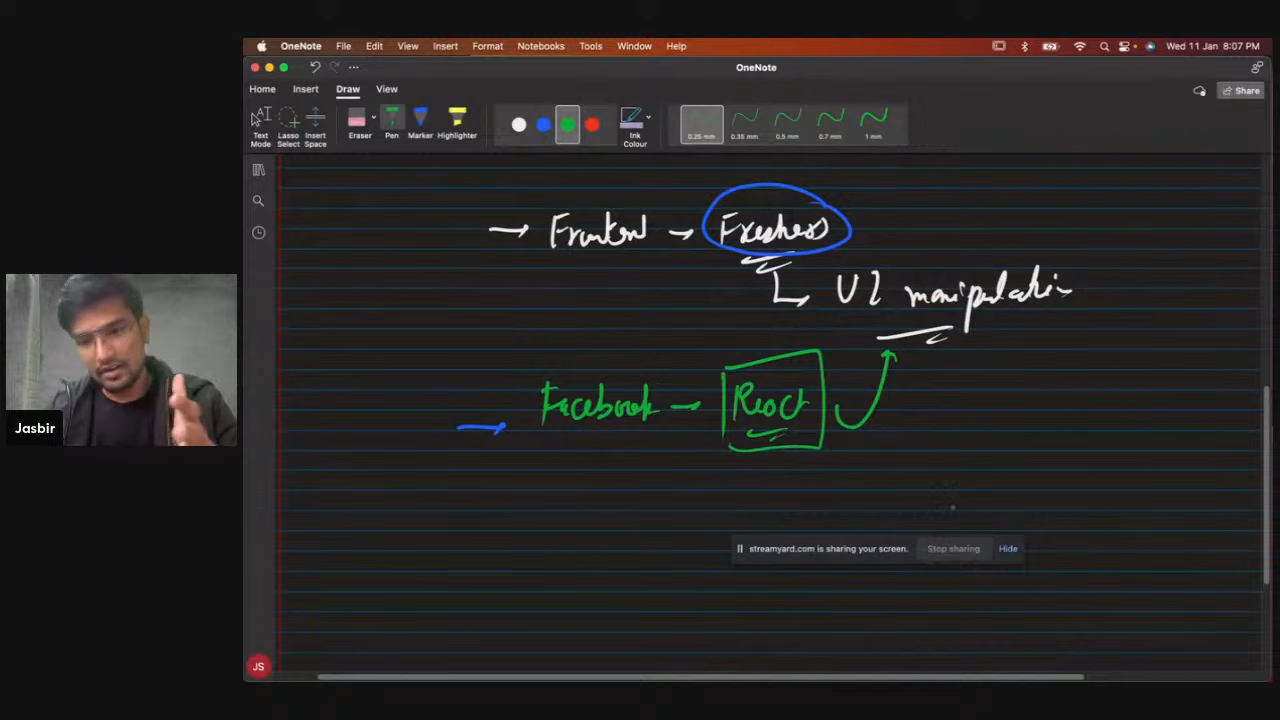 OneNote File Edit View Insert Format Notebooks Tools Window Help Wed 11 Jan 8:07 PM
OneNote
Home Insert Draw View Share
Text Mode
Lasso Select
Insert Space
Eraser
Pen
Marker
Highlighter
Ink Colour
0.25 mm 0.35 mm 0.5 mm 0.7 mm 1 mm
→ Frontend → Freshers
UI manipulation
Facebook → React
Jasbir
streamyard.com is sharing your screen. Stop sharing Hide
JS